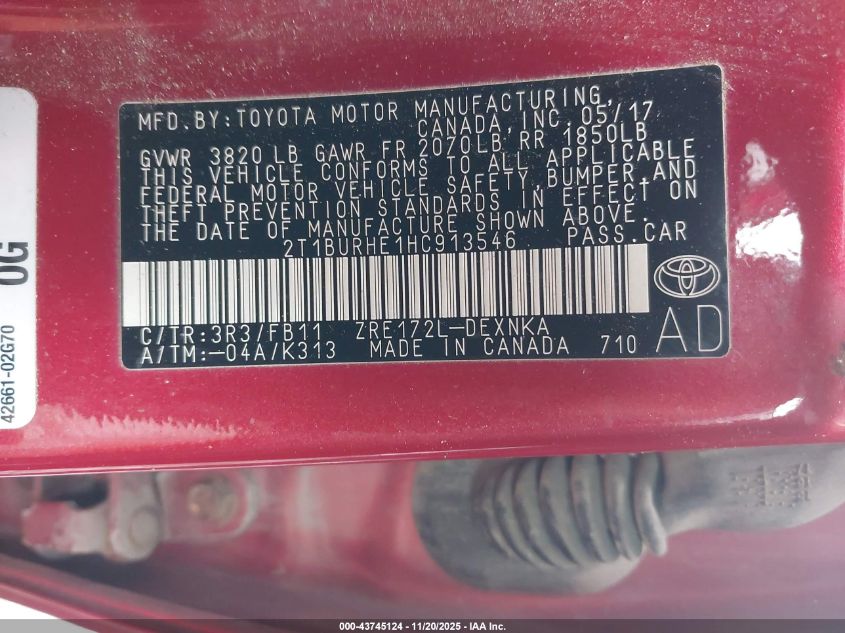 MFD.BY:TOYOTA MOTOR MANUFACTURING,
CANADA, INC.05/17
GVWR 3820 LB GAWR FR 2070LB RR 1850LB
THIS VEHICLE CONFORMS TO ALL APPLICABLE
FEDERAL MOTOR VEHICLE SAFETY,BUMPER,AND
THEFT PREVENTION STANDARDS IN EFFECT ON
THE DATE OF MANUFACTURE SHOWN ABOVE.
2T1BURHE1HC913546 PASS.CAR
C/TR:3R3/FB11 ZRE172L-DEXNKA
A/TM:-04A/K313 MADE IN CANADA 710
AD
42661-02G70
0G
000-43745124 - 11/20/2025 - IAA Inc.